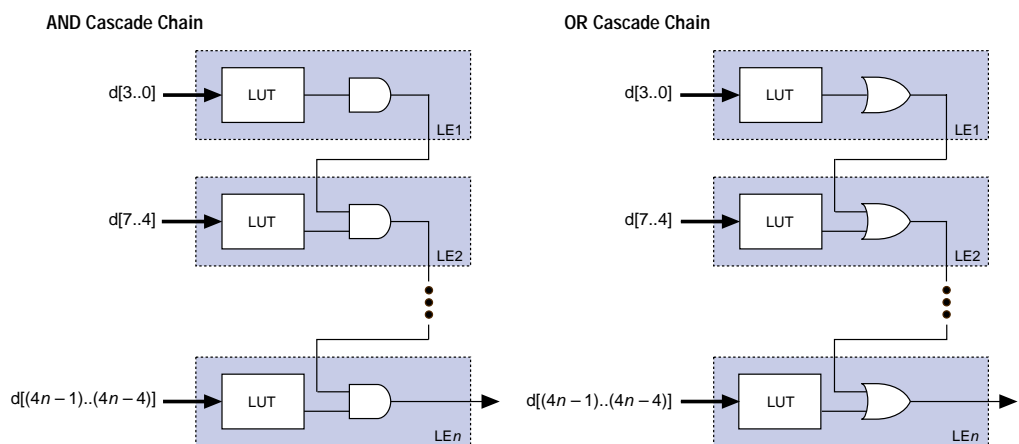 AND Cascade Chain
d[3..0]
LUT
LE1
d[7..4]
LUT
LE2
d[(4n – 1)..(4n – 4)]
LUT
LEn
OR Cascade Chain
d[3..0]
LUT
LE1
d[7..4]
LUT
LE2
d[(4n – 1)..(4n – 4)]
LUT
LEn